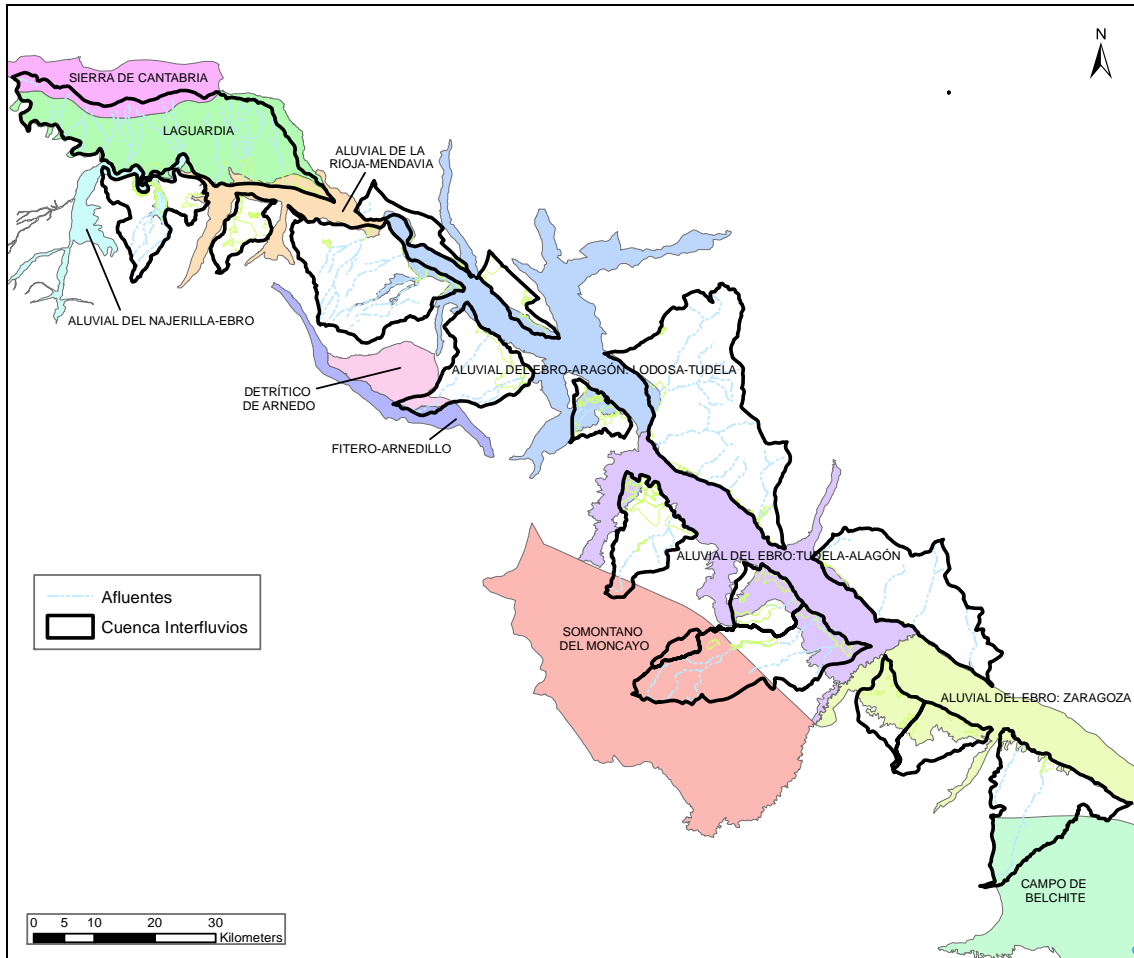 N
SIERRA DE CANTABRIA
LAGUARDIA
ALUVIAL DE LA
RIOJA-MENDAVIA
ALUVIAL DEL NAJERILLA-EBRO
ALUVIAL DEL EBRO-ARAGÓN: LODOSA-TUDELA
DETRÍTICO
DE ARNEDO
FITERO-ARNEDILLO
ALUVIAL DEL EBRO:TUDELA-ALAGÓN
Afluentes
Cuenca Interfluvios
SOMONTANO
DEL MONCAYO
ALUVIAL DEL EBRO: ZARAGOZA
CAMPO DE
BELCHITE
0 5 10 20 30
Kilometers